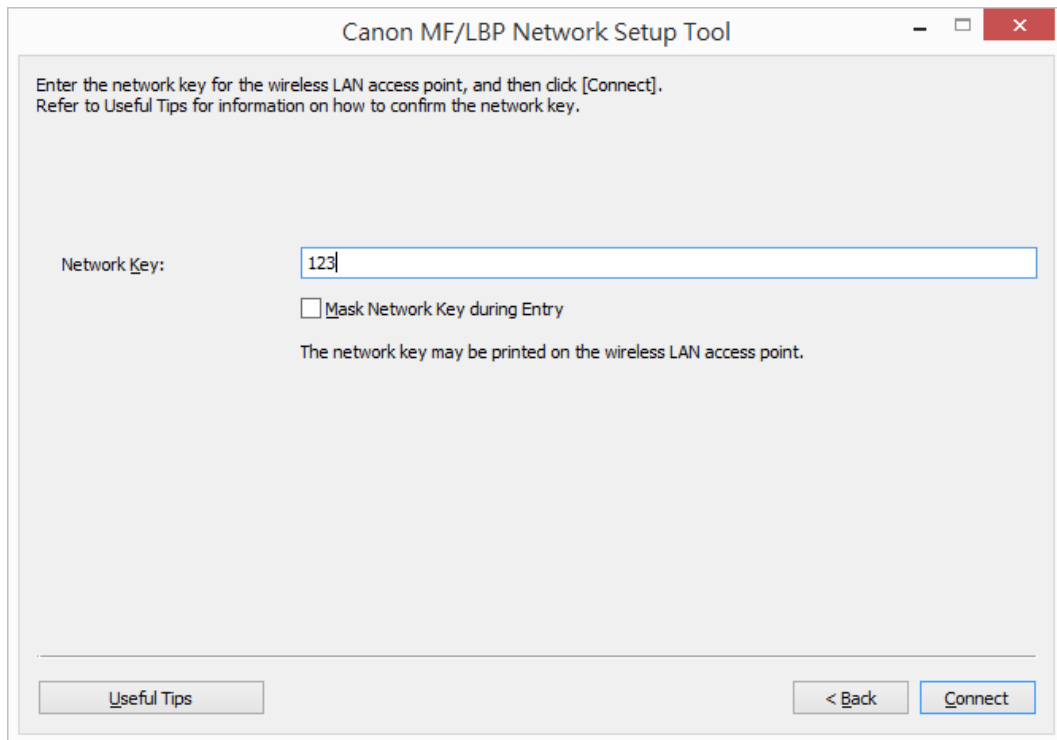 Canon MF/LBP Network Setup Tool
Enter the network key for the wireless LAN access point, and then click [Connect].
Refer to Useful Tips for information on how to confirm the network key.
Network Key:
123
Mask Network Key during Entry
The network key may be printed on the wireless LAN access point.
Useful Tips
< Back
Connect